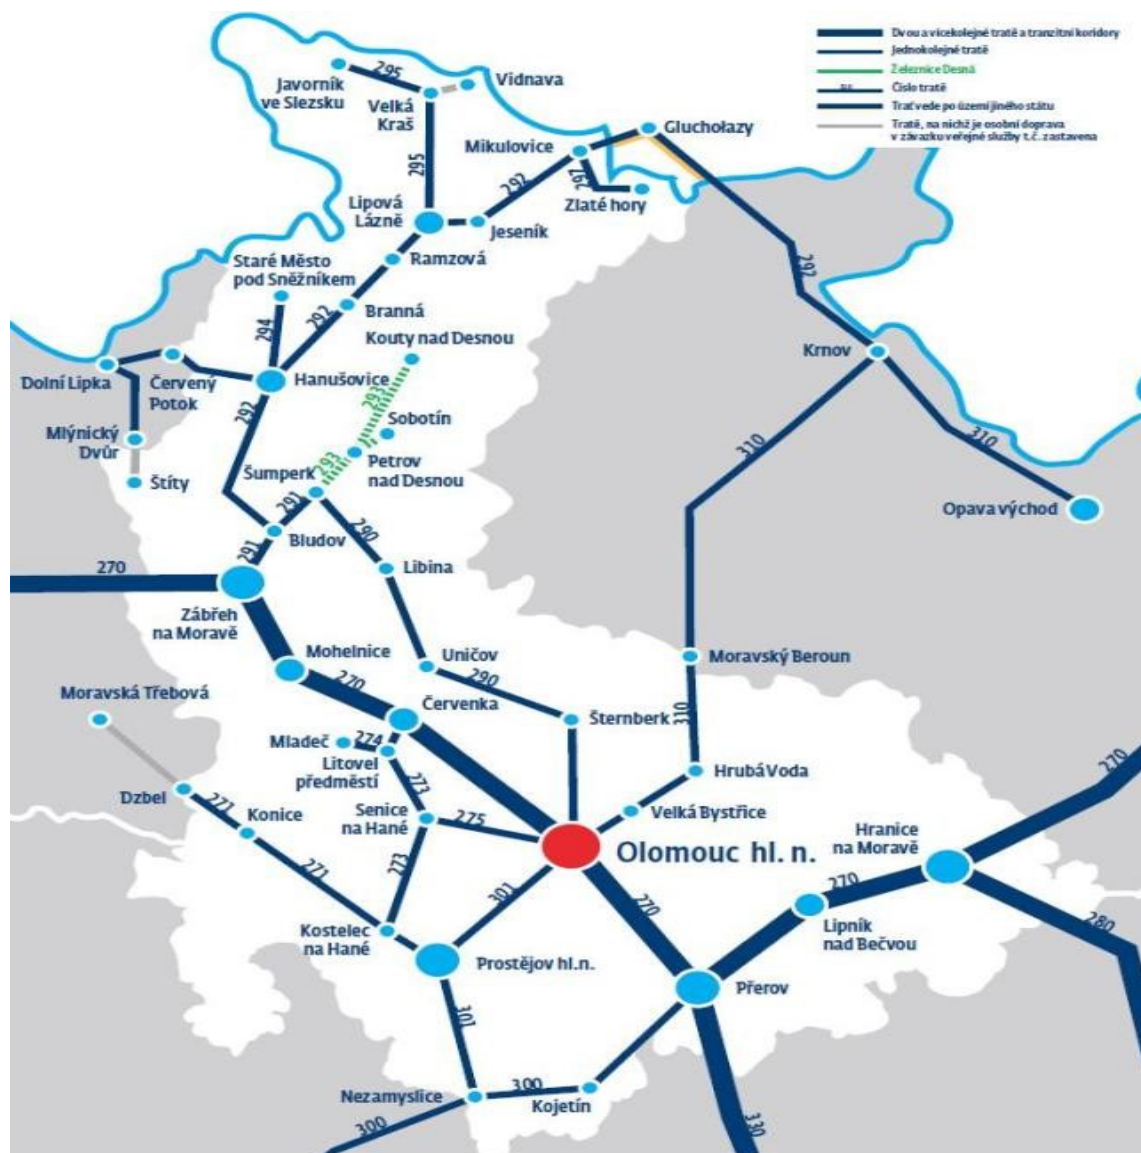 Dvou a vícekolejné tratě a tranzitní koridory
Jednokolejné tratě
Železnice Desná
Číslo tratě
Trať vede po území jiného státu
Tratě, na nichž je osobní doprava
v závazku veřejné služby t.č. zastavena
295
Vidnava
Javorník
ve Slezsku
Velká
Kraš
Głuchołazy
Mikulovice
295
292
292
Zlaté hory
Lipová
Lázně
Jeseník
Staré Město
pod Sněžníkem
Ramzová
292
294
292
Branná
Kouty nad Desnou
Krnov
Dolní Lipka
Červený
Potok
Hanušovice
293
292
Sobotín
Mlýnický
Dvůr
310
310
Šumperk
293
Petrov
nad Desnou
Štíty
291
290
Opava východ
Bludov
291
270
Libina
Zábřeh
na Moravě
Mohelnice
Uničov
Moravský Beroun
270
290
Moravská Třebová
Červenka
Šternberk
310
Mladeč
274
Litovel
předměstí
273
Hrubá Voda
270
Dzbel
271
Konice
Senice
na Hané
275
Velká Bystřice
Hranice
na Moravě
Olomouc hl. n.
271
273
301
270
270
Kostelec
na Hané
Lipník
nad Bečvou
280
Prostějov hl.n.
Přerov
301
Nezamyslice
300
Kojetín
300
330